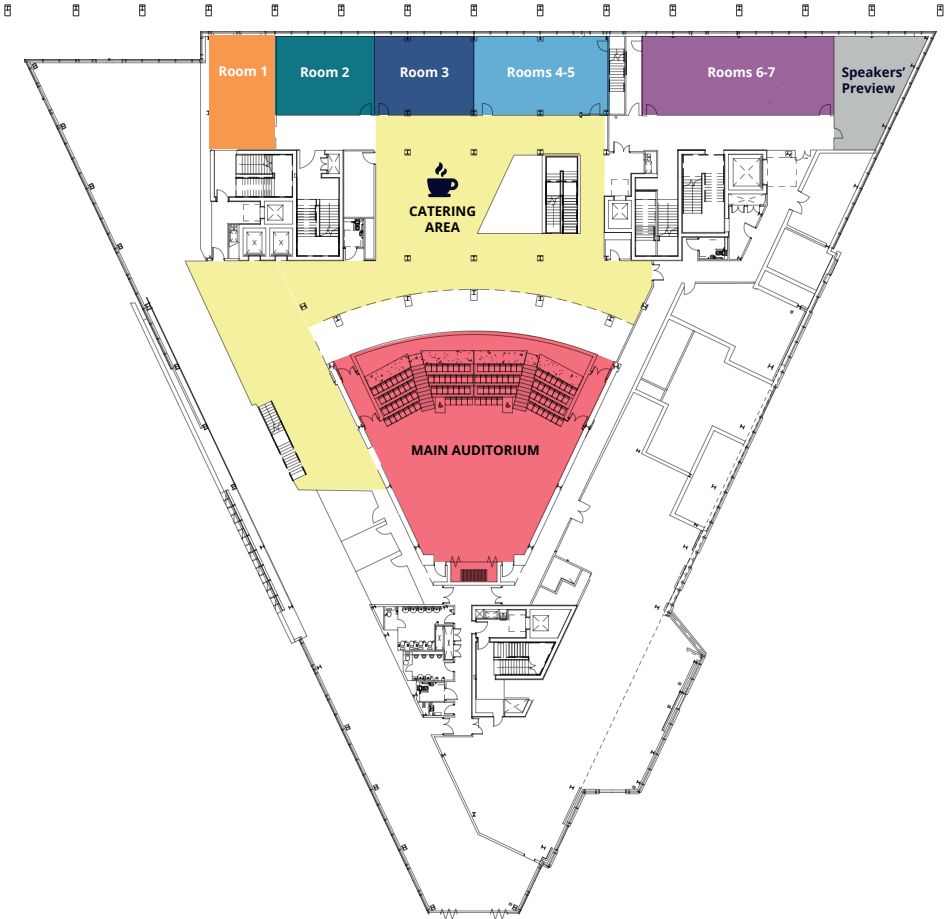 Room 1
Room 2
Room 3
Rooms 4-5
Rooms 6-7
Speakers’
Preview
CATERING
AREA
MAIN AUDITORIUM